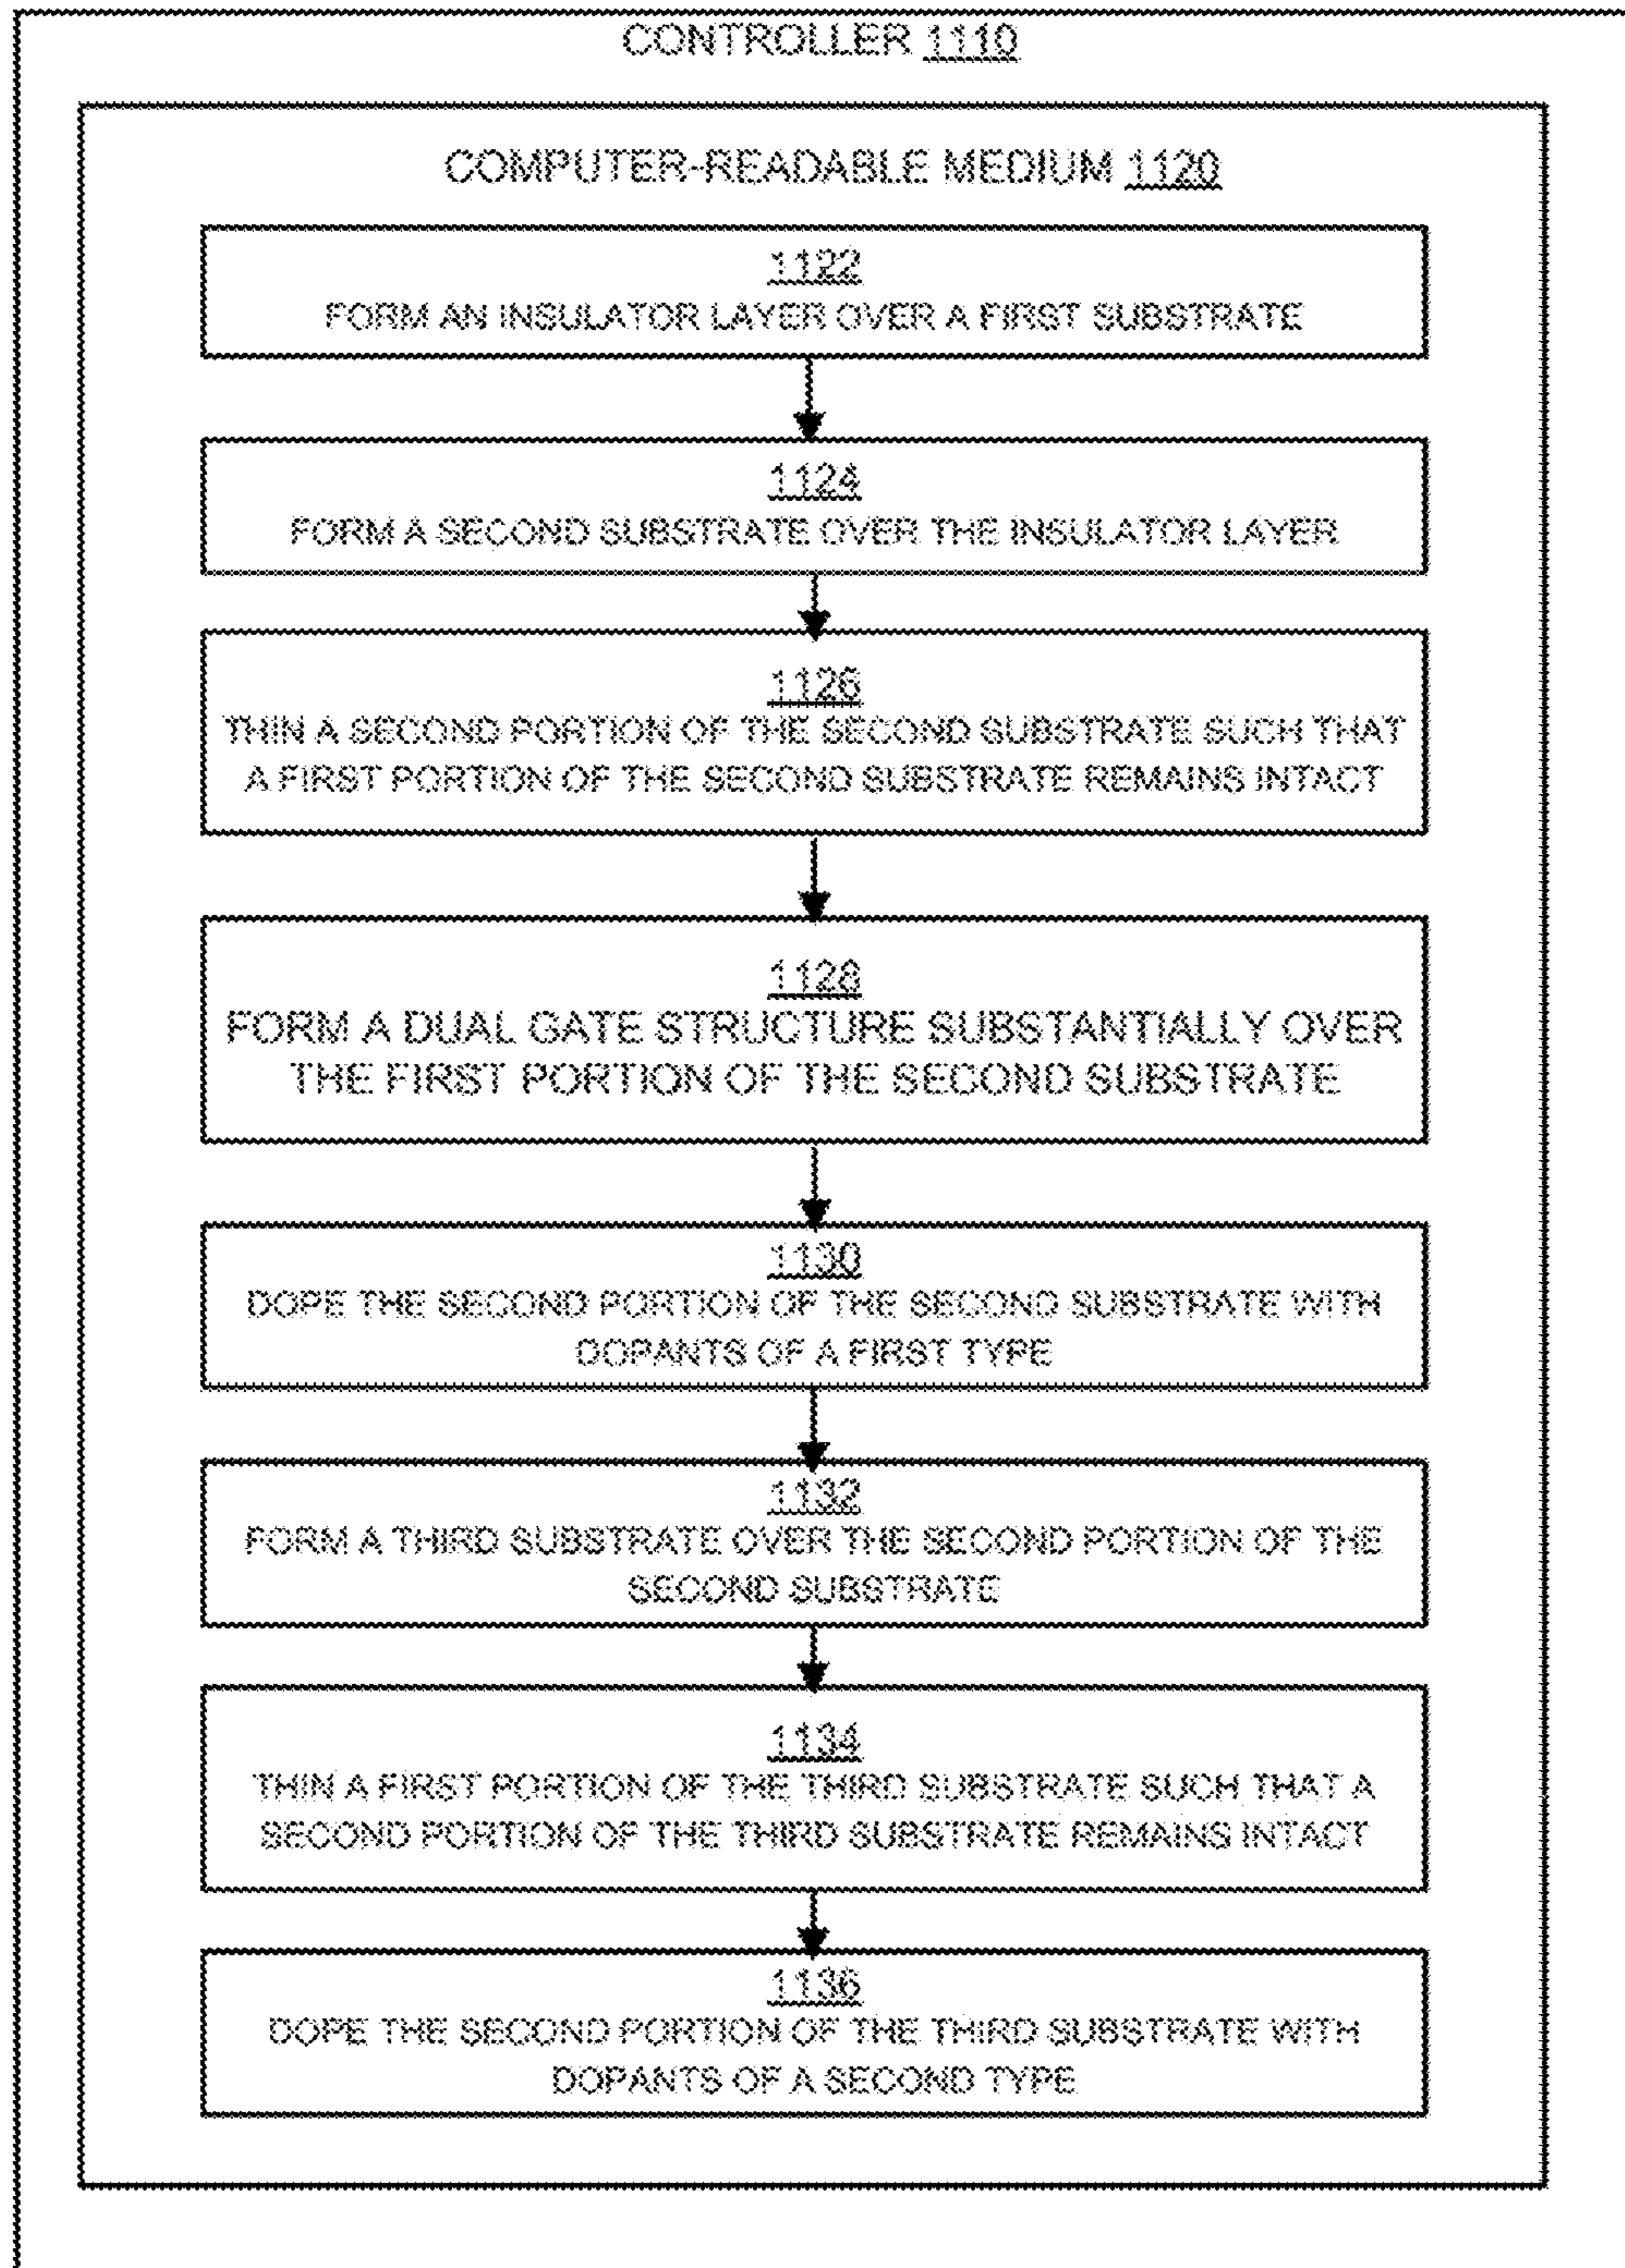 CONTROLLER 1110
COMPUTER-READABLE MEDIUM 1120
1122
FORM AN INSULATOR LAYER OVER A FIRST SUBSTRATE
1124
FORM A SECOND SUBSTRATE OVER THE INSULATOR LAYER
1126
THIN A SECOND PORTION OF THE SECOND SUBSTRATE SUCH THAT
A FIRST PORTION OF THE SECOND SUBSTRATE REMAINS INTACT
1128
FORM A DUAL GATE STRUCTURE SUBSTANTIALLY OVER
THE FIRST PORTION OF THE SECOND SUBSTRATE
1130
DOPE THE SECOND PORTION OF THE SECOND SUBSTRATE WITH
DOPANTS OF A FIRST TYPE
1132
FORM A THIRD SUBSTRATE OVER THE SECOND PORTION OF THE
SECOND SUBSTRATE
1134
THIN A FIRST PORTION OF THE THIRD SUBSTRATE SUCH THAT A
SECOND PORTION OF THE THIRD SUBSTRATE REMAINS INTACT
1136
DOPE THE SECOND PORTION OF THE THIRD SUBSTRATE WITH
DOPANTS OF A SECOND TYPE